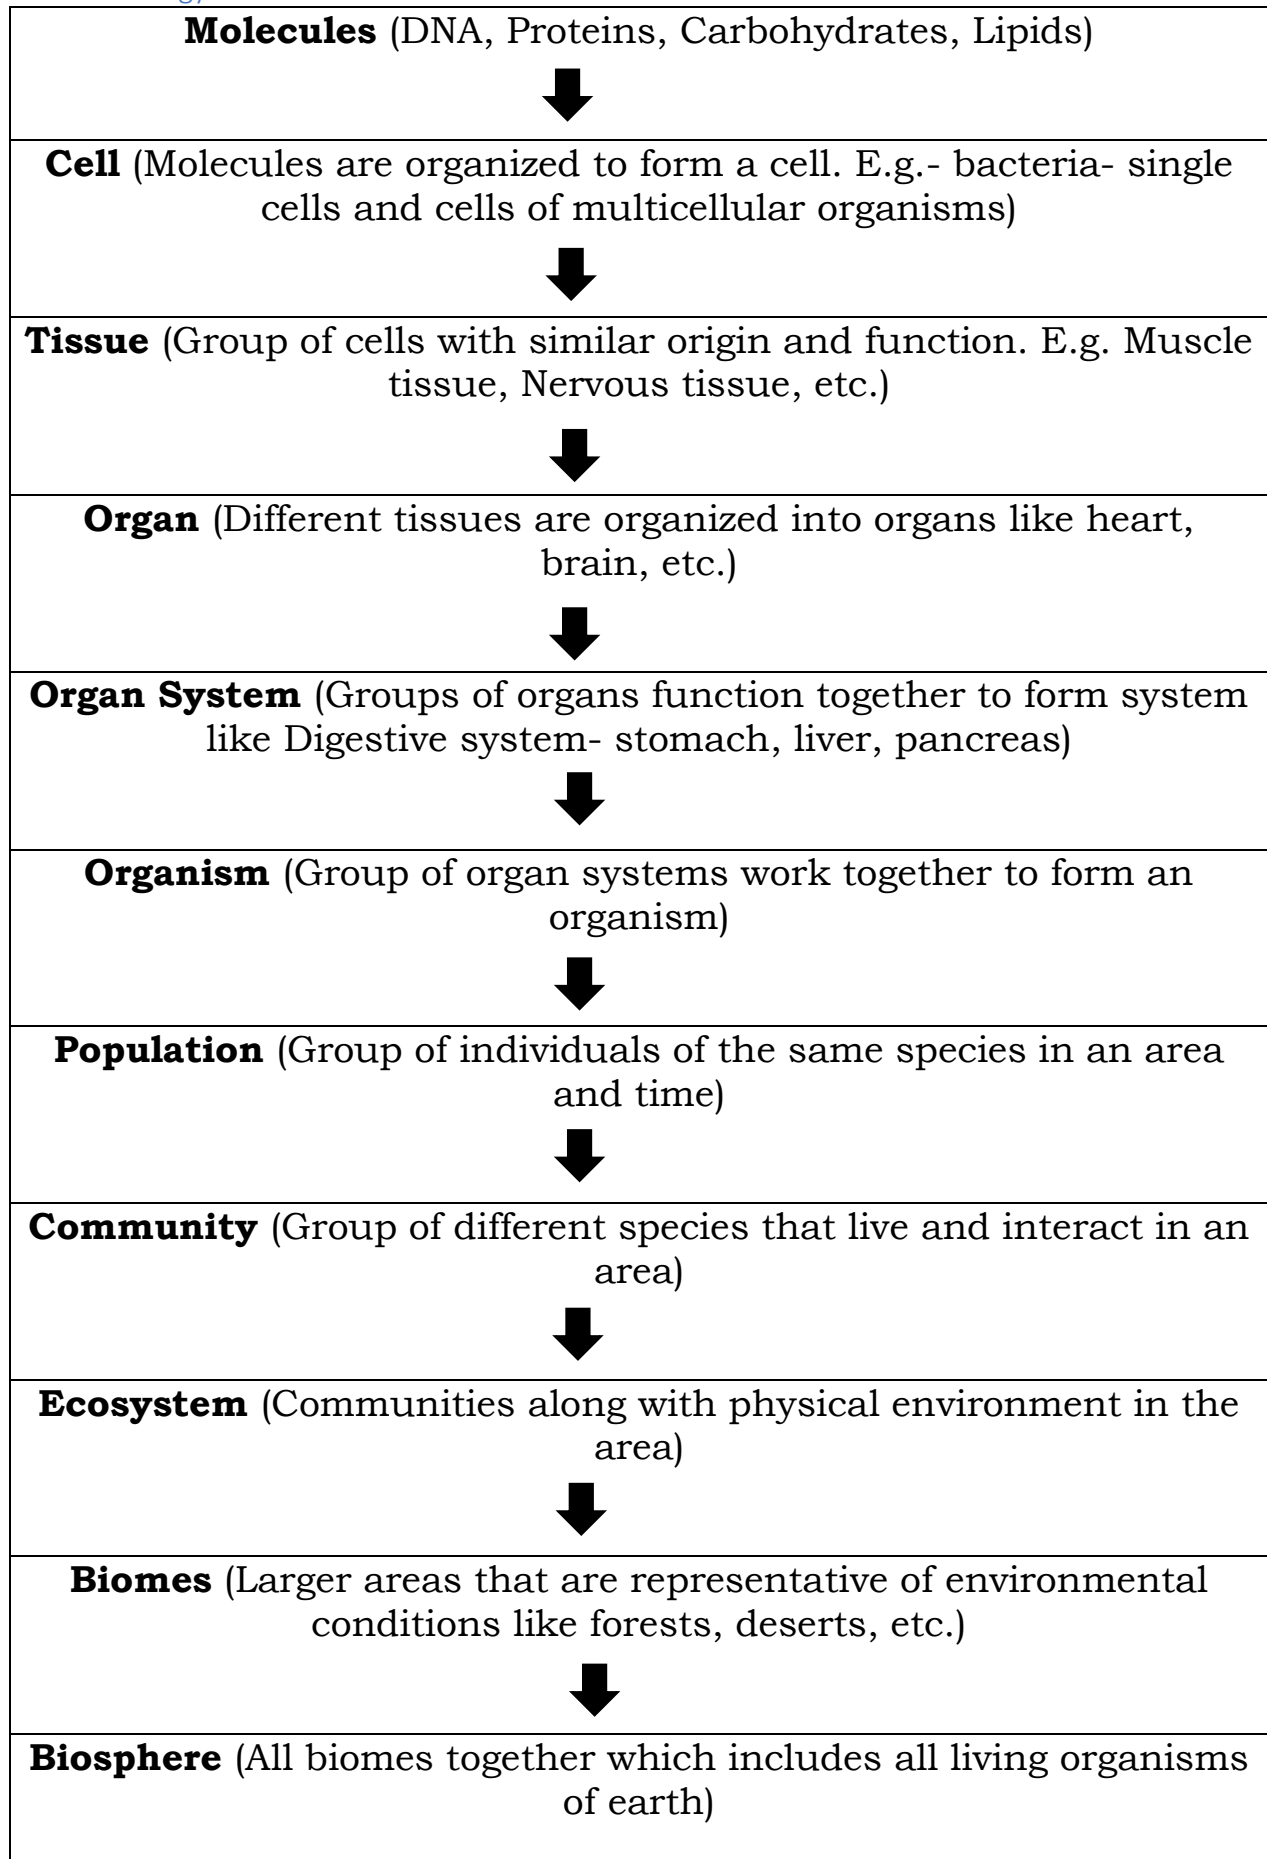 Molecules (DNA, Proteins, Carbohydrates, Lipids)
Cell (Molecules are organized to form a cell. E.g.- bacteria- single
cells and cells of multicellular organisms)
Tissue (Group of cells with similar origin and function. E.g. Muscle
tissue, Nervous tissue, etc.)
Organ (Different tissues are organized into organs like heart,
brain, etc.)
Organ System (Groups of organs function together to form system
like Digestive system- stomach, liver, pancreas)
Organism (Group of organ systems work together to form an
organism)
Population (Group of individuals of the same species in an area
and time)
Community (Group of different species that live and interact in an
area)
Ecosystem (Communities along with physical environment in the
area)
Biomes (Larger areas that are representative of environmental
conditions like forests, deserts, etc.)
Biosphere (All biomes together which includes all living organisms
of earth)